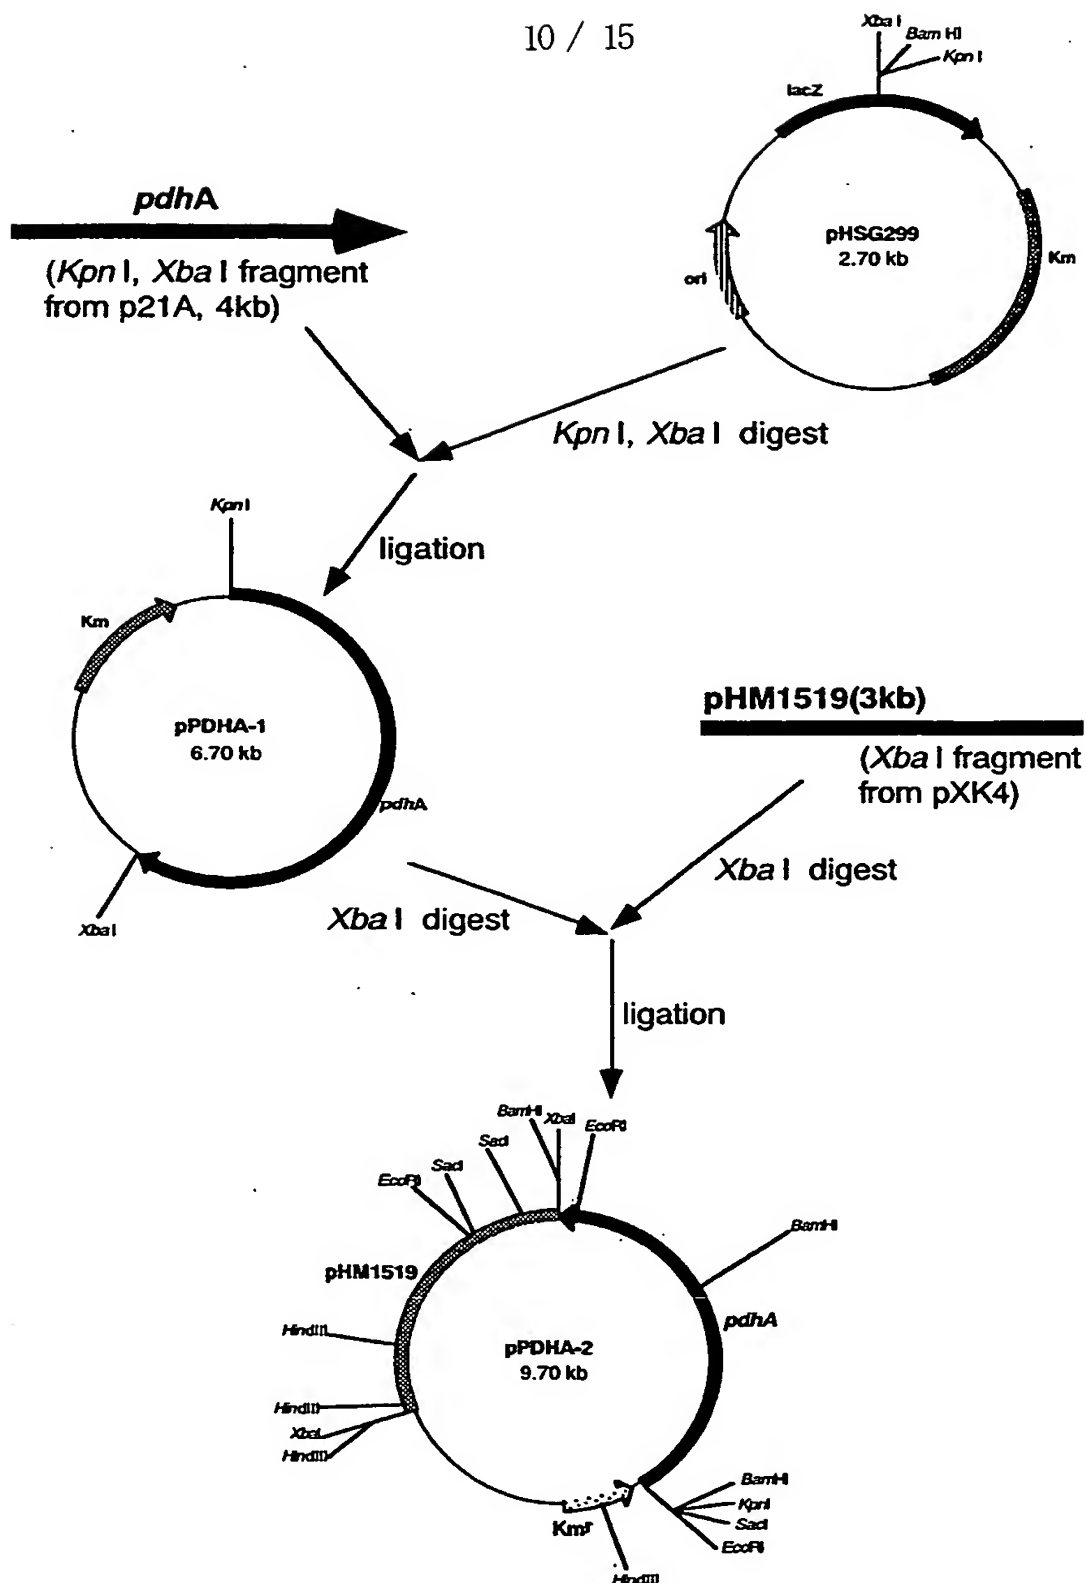 10 / 15
Xba I
Bam HI
Kpn I
lacZ
pdhA
(Kpn I, Xba I fragment
from p21A, 4kb)
pHSG299
2.70 kb
Km
ori
Kpn I, Xba I digest
Kpn I
ligation
Km
pPDHA-1
6.70 kb
pdhA
Xba I
pHM1519(3kb)
(Xba I fragment
from pXK4)
Xba I digest
Xba I digest
ligation
BamHI
XbaI
EcoRI
SacI
SacI
EcoRI
BamHI
pHM1519
pdhA
HindIII
pPDHA-2
9.70 kb
HindIII
XbaI
HindIII
BamHI
KpnI
SacI
EcoRI
Kmr
HindIII